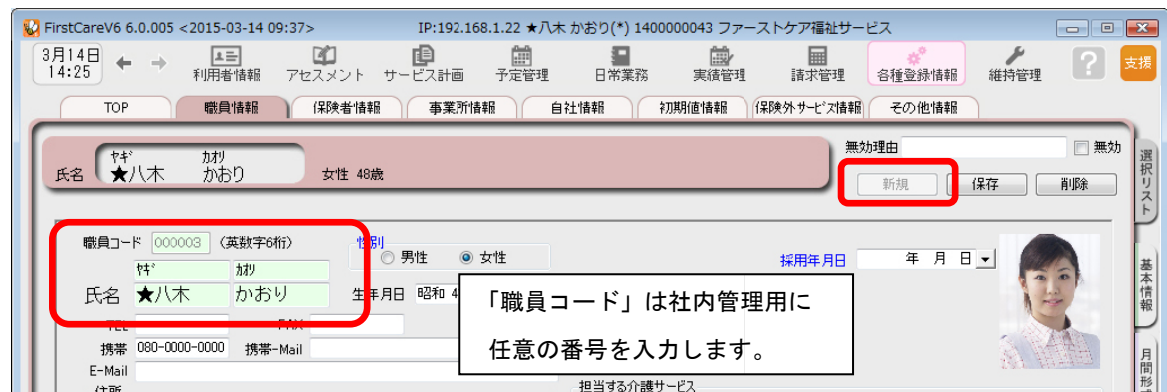 FirstCareV6 6.0.005 <2015-03-14 09:37> IP:192.168.1.22 ★八木 かおり(*) 1400000043 ファーストケア福祉サービス
3月14日
14:25
利用者情報 アセスメント サービス計画 予定管理 日常業務 実績管理 請求管理 各種登録情報 維持管理 ? 支援
TOP 職員情報 保険者情報 事業所情報 自社情報 初期値情報 保険外サービス情報 その他情報
無効理由 無効
ヤギ カオリ
氏名 ★八木 かおり 女性 48歳
新規 保存 削除
選択リスト
職員コード 000003 (英数字6桁) 性別
男性 女性
採用年月日 年 月 日
ヤギ カオリ
氏名 ★八木 かおり 生年月日 昭和 4
基本情報
「職員コード」は社内管理用に
任意の番号を入力します。
TEL FAX
携帯 080-0000-0000 携帯-Mail
E-Mail
住所 担当する介護サービス
月間形